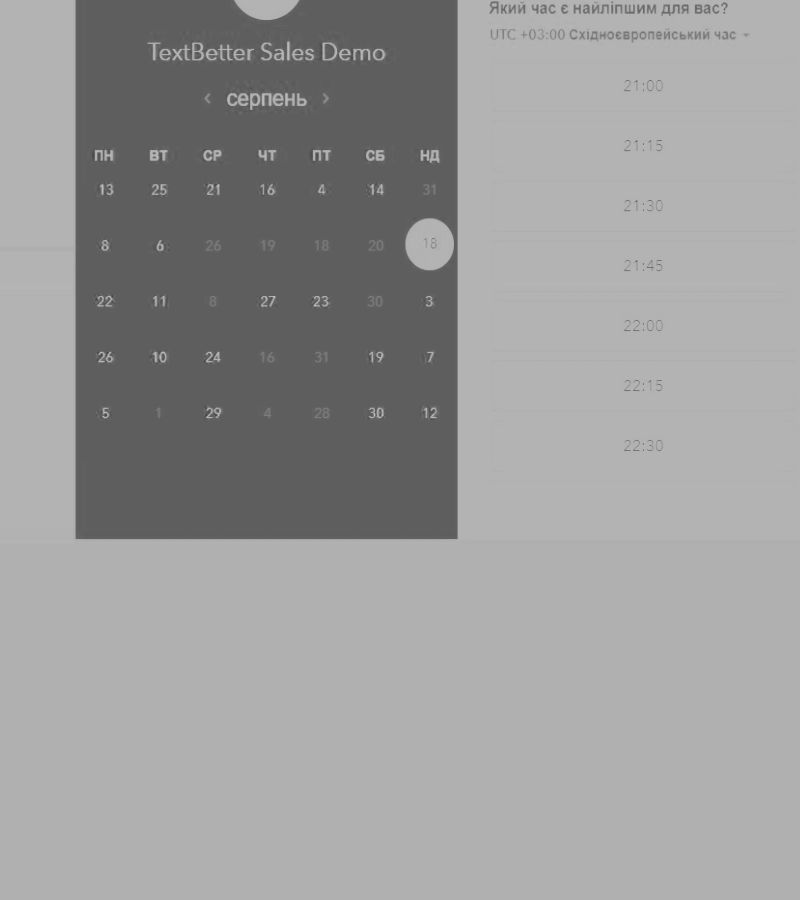 TextBetter Sales Demo
‹ серпень ›
ПН ВТ СР ЧТ ПТ СБ НД
13 25 21 16 4 14 31
8 6 26 19 18 20 18
22 11 8 27 23 30 3
26 10 24 16 31 19 7
5 1 29 4 28 30 12
Який час є найліпшим для вас?
UTC +03:00 Східноєвропейський час
21:00
21:15
21:30
21:45
22:00
22:15
22:30